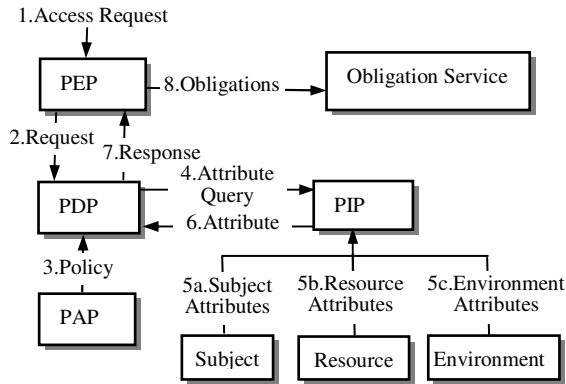 1.Access Request
PEP
8.Obligations
Obligation Service
2.Request
7.Response
4.Attribute
Query
PDP
PIP
6.Attribute
3.Policy
PAP
5a.Subject
Attributes
5b.Resource
Attributes
5c.Environment
Attributes
Subject
Resource
Environment